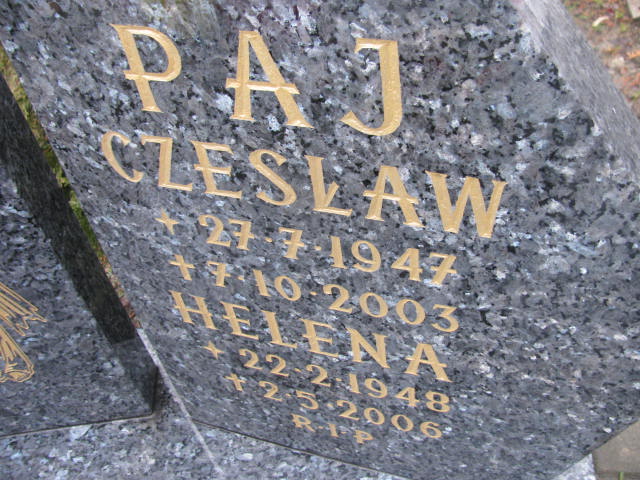 PAJ
CZESŁAW
* 27·7·1947
+ 7·10·2003
HELENA
* 22·2·1948
+ 2·5·2006
R·I·P